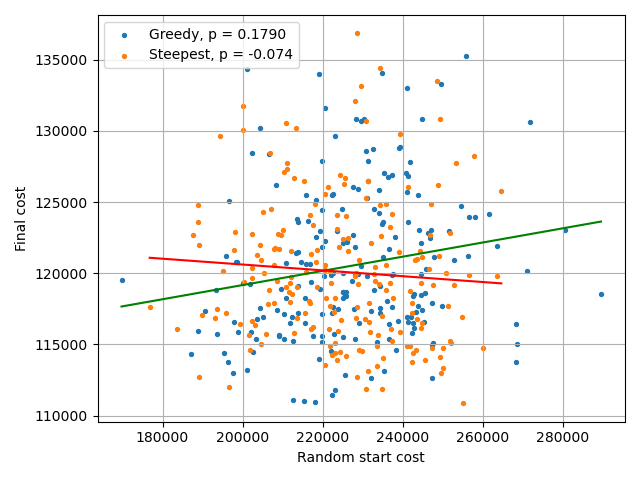 Greedy, p = 0.1790
Steepest, p = -0.074
135000
130000
125000
120000
115000
110000
Final cost
180000 200000 220000 240000 260000 280000
Random start cost